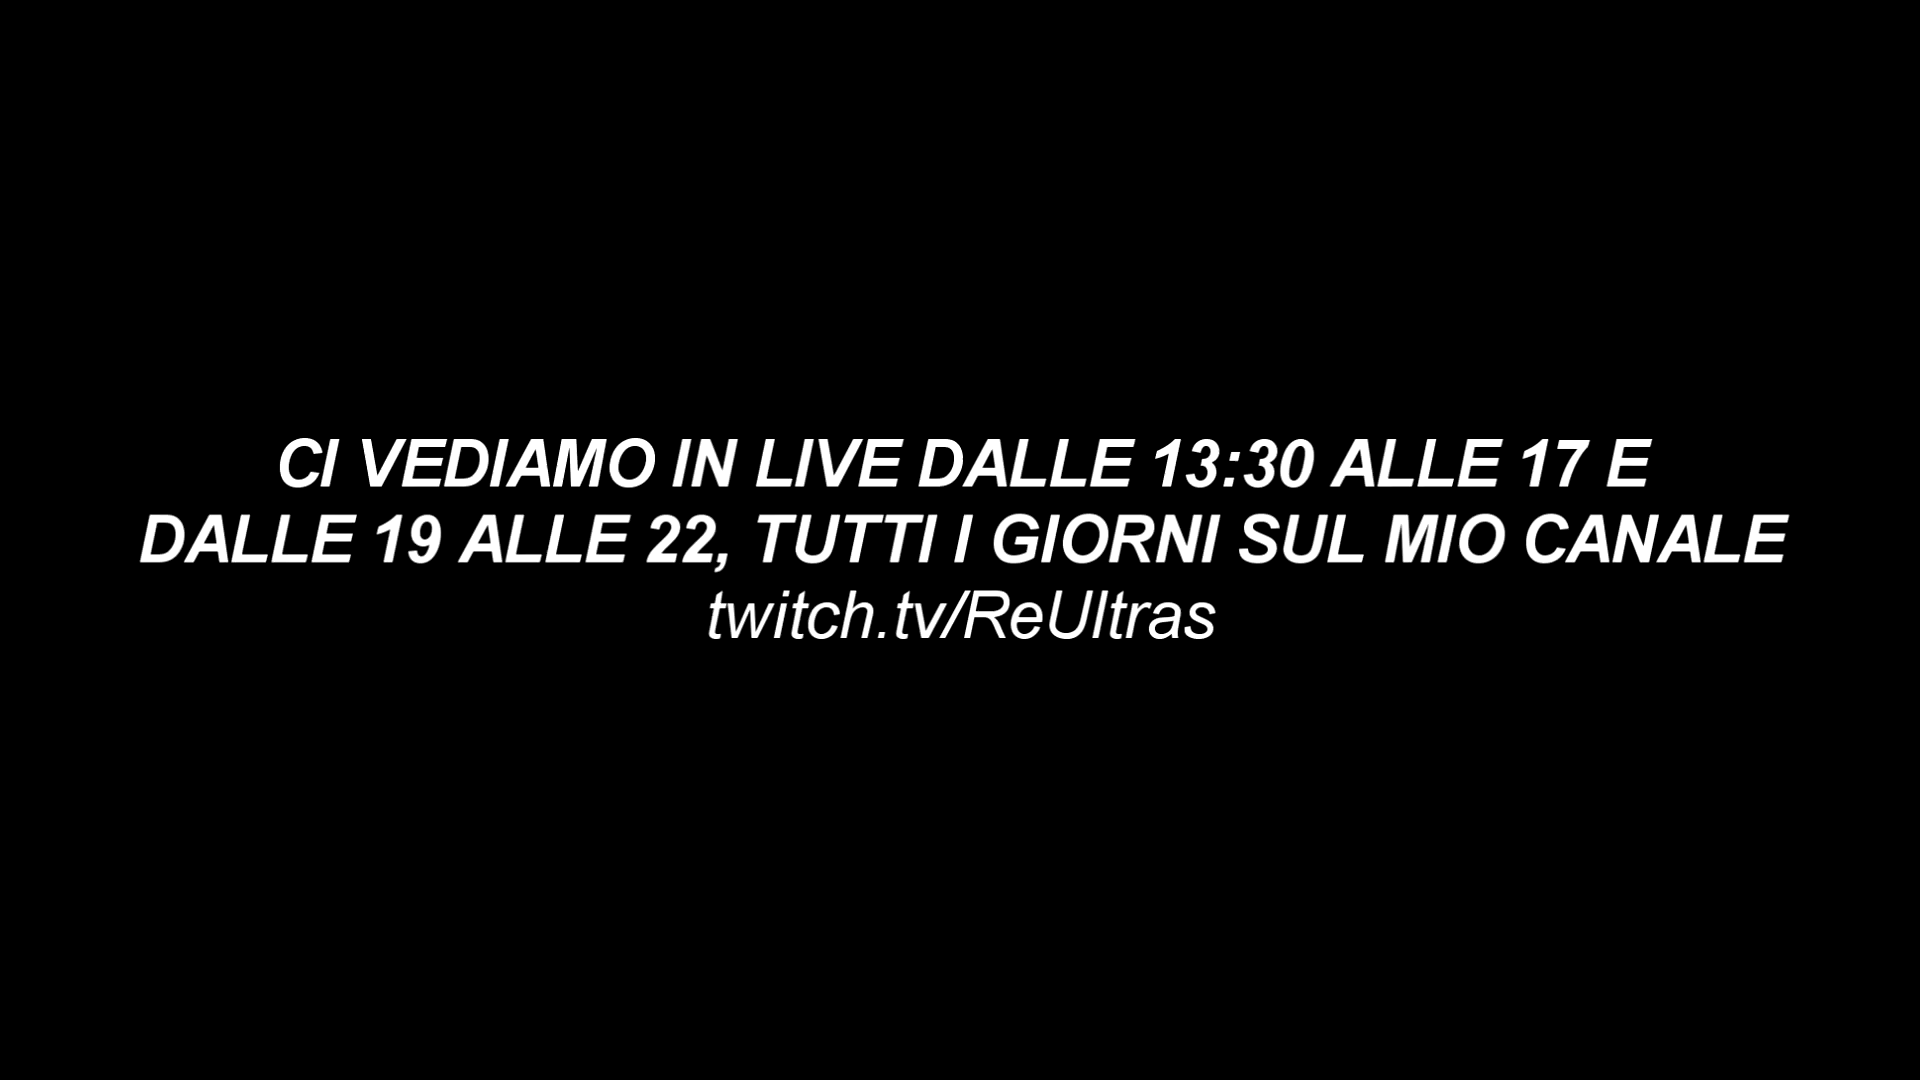 CI VEDIAMO IN LIVE DALLE 13:30 ALLE 17 E
DALLE 19 ALLE 22, TUTTI I GIORNI SUL MIO CANALE
twitch.tv/ReUltras